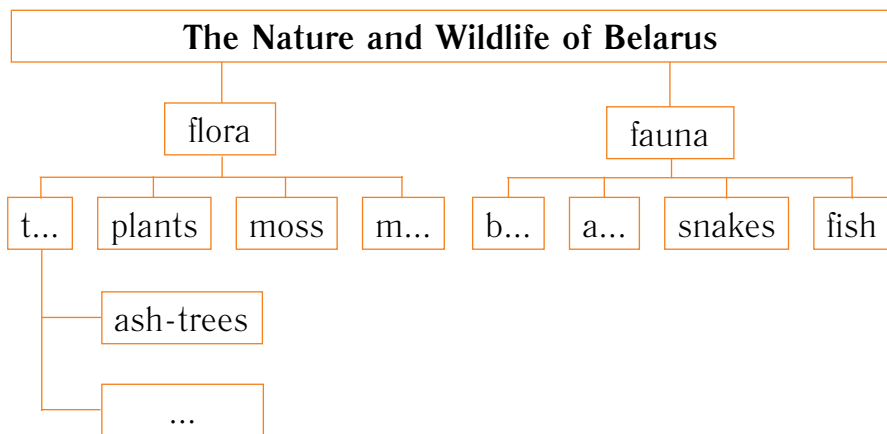 The Nature and Wildlife of Belarus
flora
fauna
t...
plants
moss
m...
b...
a...
snakes
fish
ash-trees
...